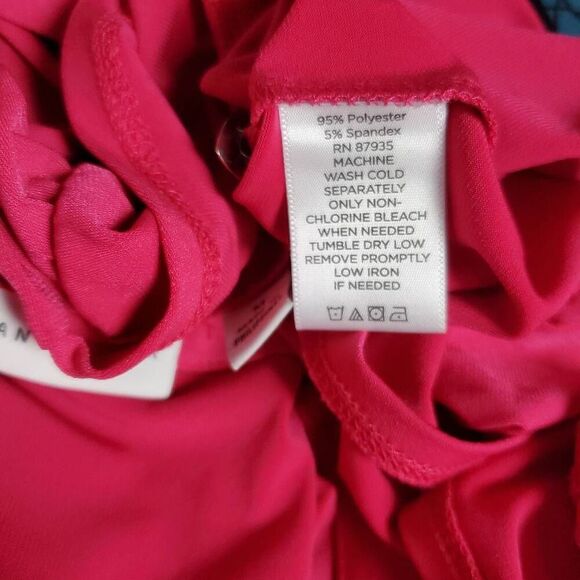 95% Polyester
5% Spandex
RN 87935
MACHINE
WASH COLD
SEPARATELY
ONLY NON-
CHLORINE BLEACH
WHEN NEEDED
TUMBLE DRY LOW
REMOVE PROMPTLY
LOW IRON
IF NEEDED